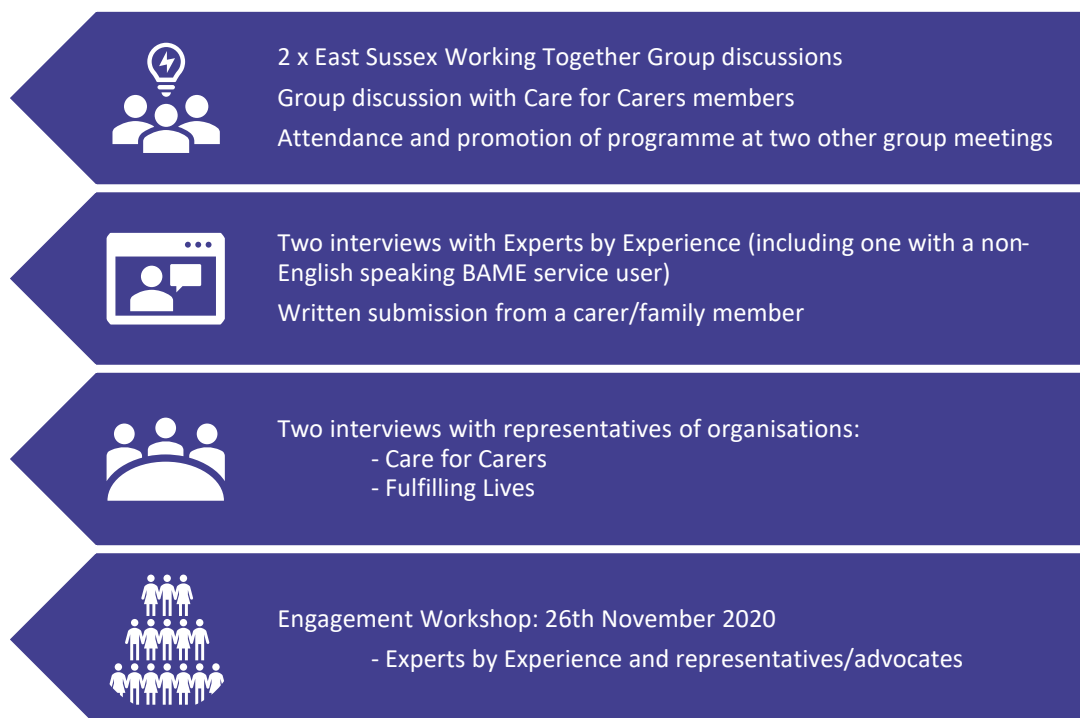 2 x East Sussex Working Together Group discussions
Group discussion with Care for Carers members
Attendance and promotion of programme at two other group meetings
Two interviews with Experts by Experience (including one with a non-
English speaking BAME service user)
Written submission from a carer/family member
Two interviews with representatives of organisations:
- Care for Carers
- Fulfilling Lives
Engagement Workshop: 26th November 2020
- Experts by Experience and representatives/advocates